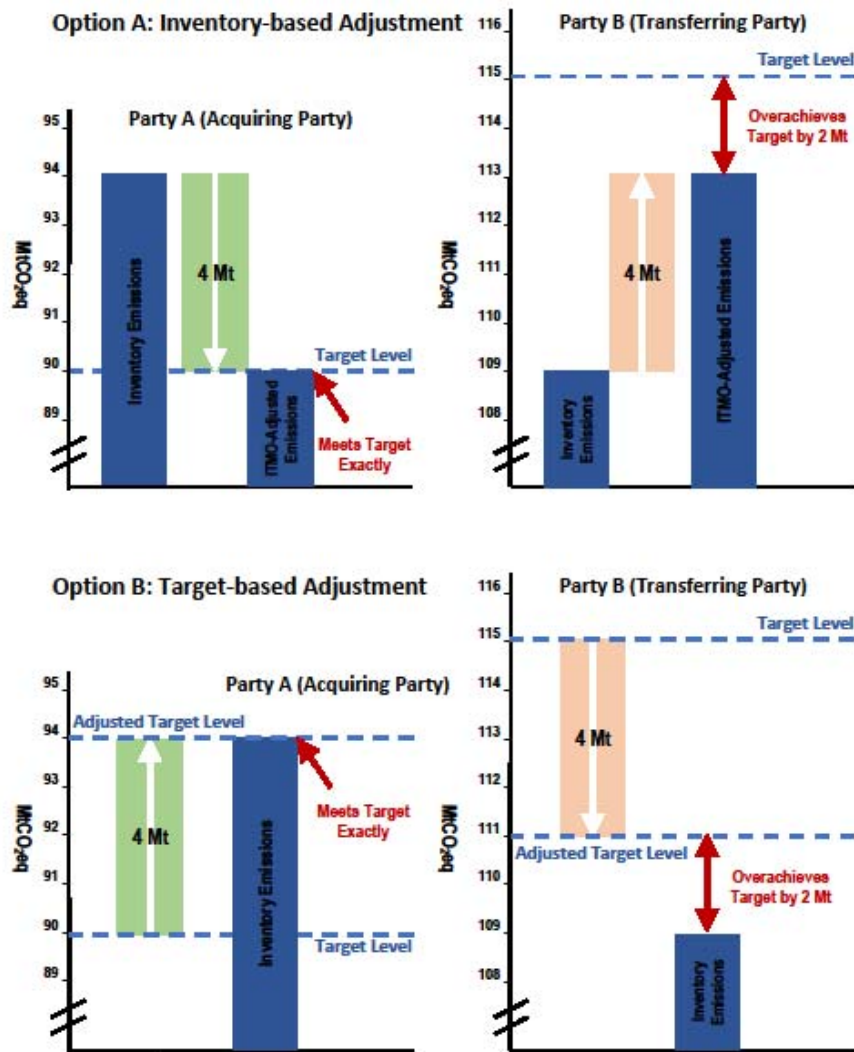 Option A: Inventory-based Adjustment
Party A (Acquiring Party)
MtCO2eq
95
94
93
92
91
90
89
Inventory Emissions
4 Mt
ITMO-Adjusted
Emissions
Target Level
Meets Target
Exactly
Party B (Transferring Party)
MtCO2eq
116
115
114
113
112
111
110
109
108
Target Level
Overachieves
Target by 2 Mt
4 Mt
Inventory
Emissions
ITMO-Adjusted Emissions
Option B: Target-based Adjustment
Party A (Acquiring Party)
MtCO2eq
95
94
93
92
91
90
89
Adjusted Target Level
4 Mt
Inventory Emissions
Meets Target
Exactly
Target Level
Party B (Transferring Party)
MtCO2eq
116
115
114
113
112
111
110
109
108
Target Level
4 Mt
Adjusted Target Level
Overachieves
Target by 2 Mt
Inventory
Emissions